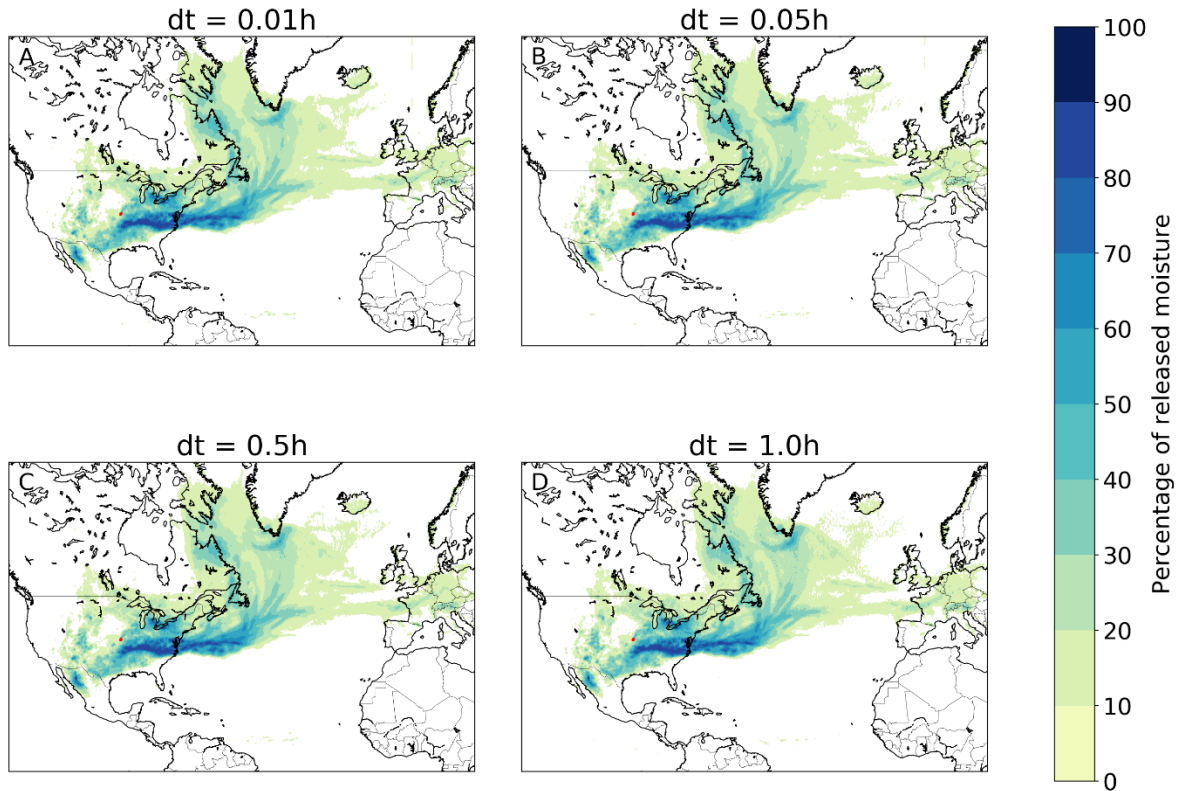 dt = 0.01h
dt = 0.05h
A
B
dt = 0.5h
dt = 1.0h
C
D
100
90
80
70
60
50
40
30
20
10
0
Percentage of released moisture